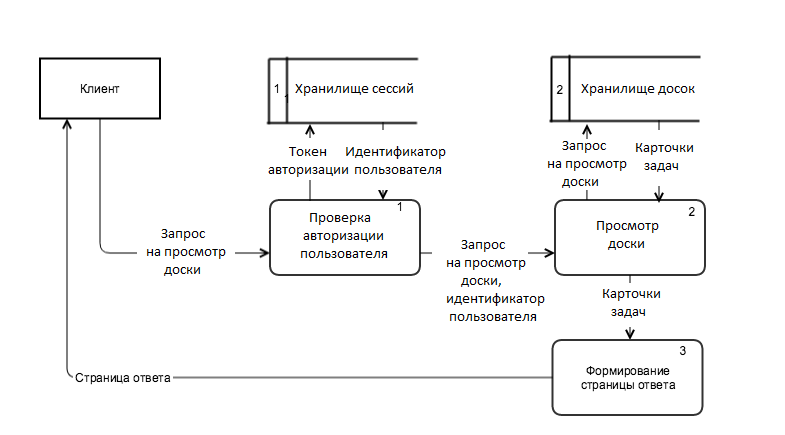 Клиент
1
1
Хранилище сессий
2
Хранилище досок
Токен
авторизации
Идентификатор
пользователя
Запрос
на просмотр
доски
Карточки
задач
1
Проверка
авторизации
пользователя
2
Просмотр
доски
Запрос
на просмотр
доски
Запрос
на просмотр
доски,
идентификатор
пользователя
Карточки
задач
3
Формирование
страницы ответа
Страница ответа